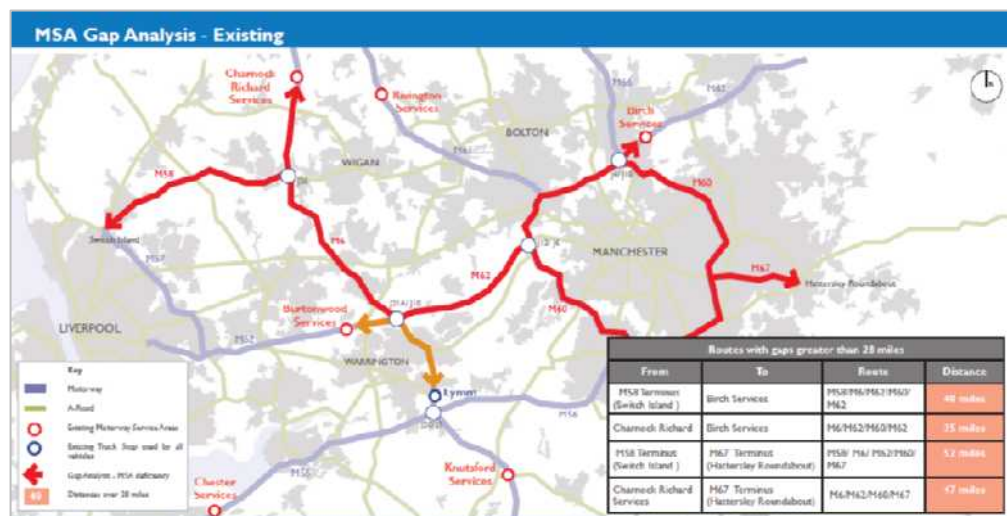 MSA Gap Analysis - Existing
Charnock
Richard
Services
Rivington
Services
Birch
Services
BOLTON
WIGAN
M66
M62
M61
M58
M60
M6
M62
M60
M67
Switch Island
M57
MANCHESTER
Hattersley Roundabout
Burtonwood
Services
LIVERPOOL
M62
WARRINGTON
Lymm
M56
M56
Knutsford
Services
Chester
Services
Key
Motorway
A-Road
Existing Motorway Service Areas
Existing Truck Stop used by all
vehicles
Gap Analysis - MSA deficiency
Distances over 28 miles
Routes with gaps greater than 28 miles
From To Route Distance
M58 Terminus
(Switch Island ) Birch Services M58/M6/M62/M60/
M62 40 miles
Charnock Richard Birch Services M6/M62/M60/M62 35 miles
M58 Terminus
(Switch Island ) M67 Terminus
(Hattersley Roundabout) M58/ M6/ M62/M60/
M67 52 miles
Charnock Richard
Services M67 Terminus
(Hattersley Roundabout) M6/M62/M60/M67 47 miles